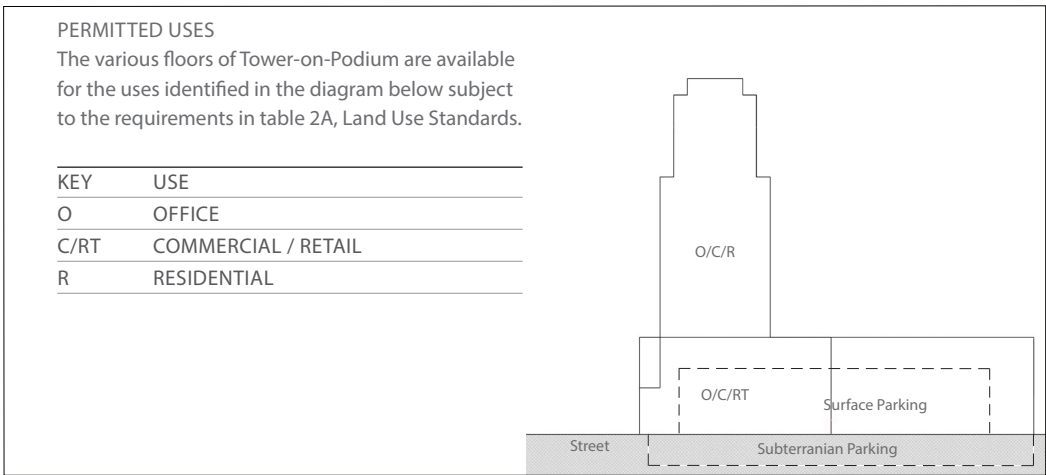 PERMITTED USES
The various floors of Tower-on-Podium are available
for the uses identified in the diagram below subject
to the requirements in table 2A, Land Use Standards.
KEY USE
O OFFICE
C/RT COMMERCIAL / RETAIL
R RESIDENTIAL
O/C/R
O/C/RT
Surface Parking
Street
Subterranian Parking